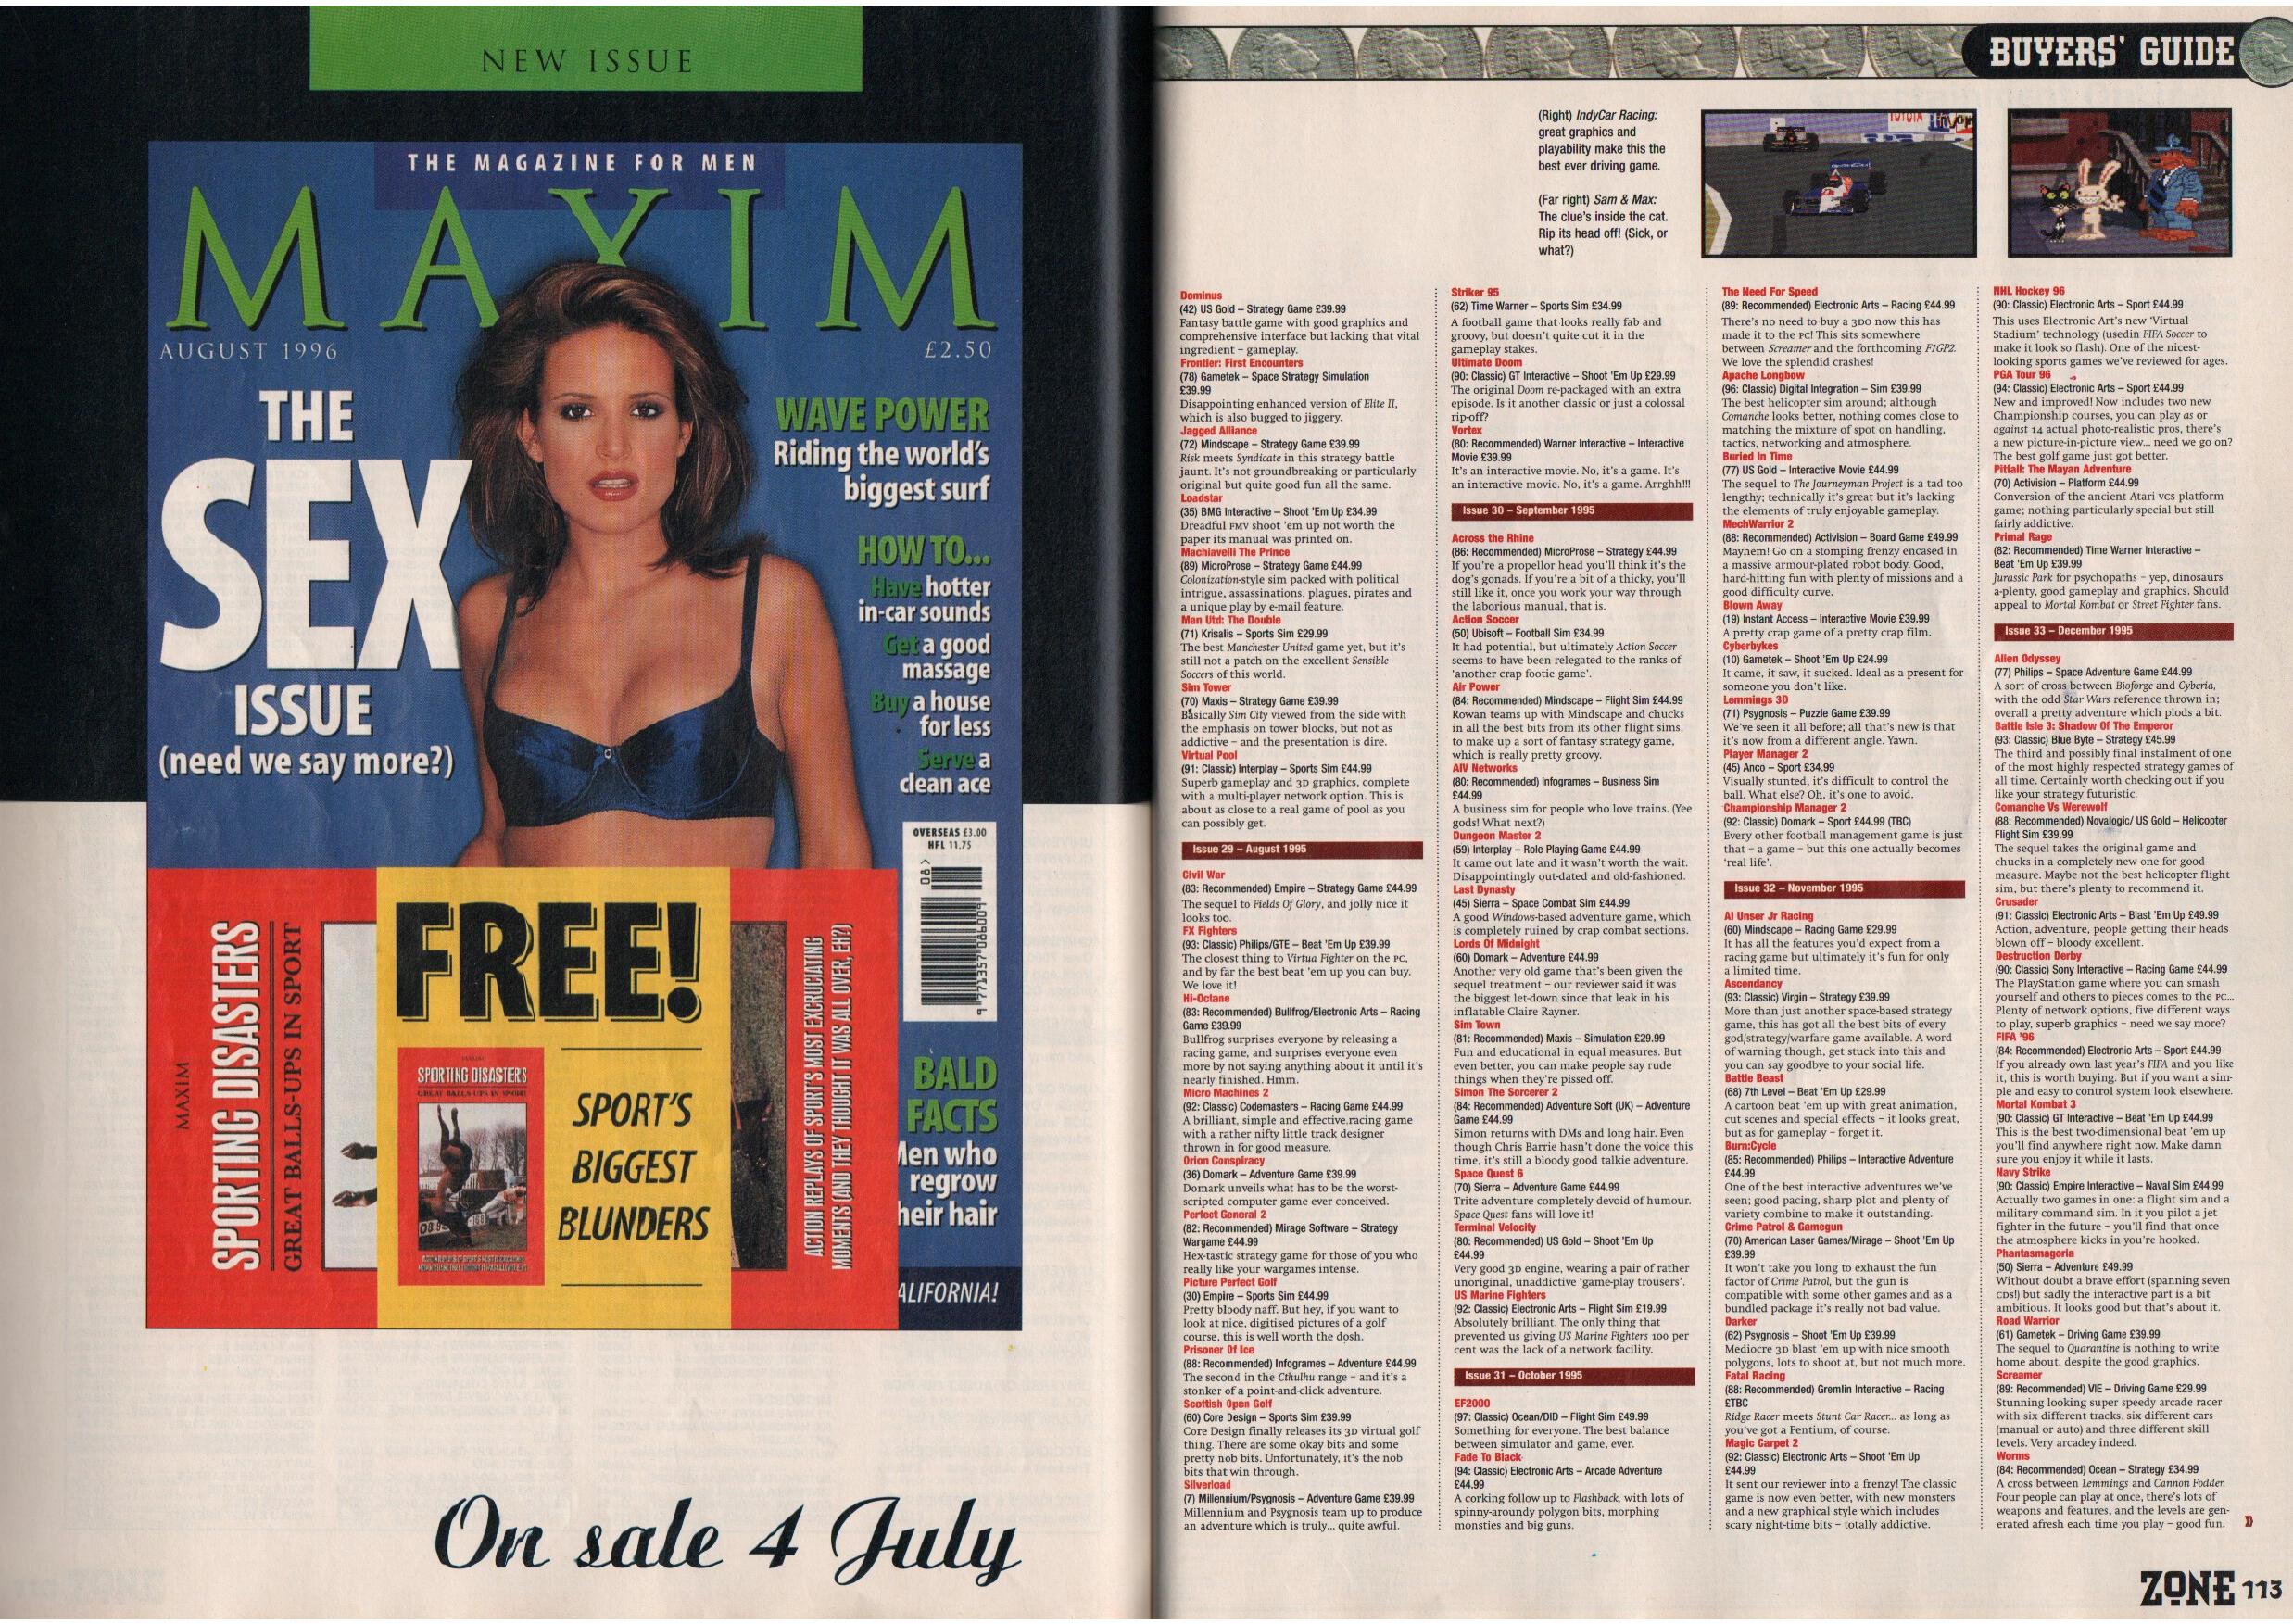 NEW ISSUE
THE MAGAZINE FOR MEN
MAXIM
AUGUST 1996
£2.50
THE
SEX
ISSUE
(need we say more?)
WAVE POWER
Riding the world's
biggest surf
HOW TO...
Have hotter
in-car sounds
Get a good
massage
Buy a house
for less
Serve a
clean ace
OVERSEAS £3.00
HFL 11.75
08>
9 771357 086009
BALD
FACTS
Men who
regrow
heir hair
ALIFORNIA!
MAXIM
SPORTING DISASTERS
GREAT BALLS-UPS IN SPORT
FREE!
SPORTING DISASTERS
GREAT BALLS-UPS IN SPORT
SPORT'S
BIGGEST
BLUNDERS
ACTION REPLAYS OF SPORT'S MOST EXCRUCIATING
MOMENTS (AND THEY THOUGHT IT WAS ALL OVER, EH?)
On sale 4 July
BUYERS' GUIDE
(Right) IndyCar Racing:
great graphics and
playability make this the
best ever driving game.
(Far right) Sam & Max:
The clue's inside the cat.
Rip its head off! (Sick, or
what?)
TOYOTA
Dominus
(42) US Gold – Strategy Game £39.99
Fantasy battle game with good graphics and
comprehensive interface but lacking that vital
ingredient – gameplay.
Frontier: First Encounters
(78) Gametek – Space Strategy Simulation
£39.99
Disappointing enhanced version of Elite II,
which is also bugged to jiggery.
Jagged Alliance
(72) Mindscape – Strategy Game £39.99
Risk meets Syndicate in this strategy battle
jaunt. It's not groundbreaking or particularly
original but quite good fun all the same.
Loadstar
(35) BMG Interactive – Shoot 'Em Up £34.99
Dreadful FMV shoot 'em up not worth the
paper its manual was printed on.
Machiavelli The Prince
(89) MicroProse – Strategy Game £44.99
Colonization-style sim packed with political
intrigue, assassinations, plagues, pirates and
a unique play by e-mail feature.
Man Utd: The Double
(71) Krisalis – Sports Sim £29.99
The best Manchester United game yet, but it's
still not a patch on the excellent Sensible
Soccers of this world.
Sim Tower
(70) Maxis – Strategy Game £39.99
Basically Sim City viewed from the side with
the emphasis on tower blocks, but not as
addictive – and the presentation is dire.
Virtual Pool
(91: Classic) Interplay – Sports Sim £44.99
Superb gameplay and 3D graphics, complete
with a multi-player network option. This is
about as close to a real game of pool as you
can possibly get.
Issue 29 – August 1995
Civil War
(83: Recommended) Empire – Strategy Game £44.99
The sequel to Fields Of Glory, and jolly nice it
looks too.
FX Fighters
(93: Classic) Philips/GTE – Beat 'Em Up £39.99
The closest thing to Virtua Fighter on the PC,
and by far the best beat 'em up you can buy.
We love it!
Hi-Octane
(83: Recommended) Bullfrog/Electronic Arts – Racing
Game £39.99
Bullfrog surprises everyone by releasing a
racing game, and surprises everyone even
more by not saying anything about it until it's
nearly finished. Hmm.
Micro Machines 2
(92: Classic) Codemasters – Racing Game £44.99
A brilliant, simple and effective racing game
with a rather nifty little track designer
thrown in for good measure.
Orion Conspiracy
(36) Domark – Adventure Game £39.99
Domark unveils what has to be the worst-
scripted computer game ever conceived.
Perfect General 2
(82: Recommended) Mirage Software – Strategy
Wargame £44.99
Hex-tastic strategy game for those of you who
really like your wargames intense.
Picture Perfect Golf
(30) Empire – Sports Sim £44.99
Pretty bloody naff. But hey, if you want to
look at nice, digitised pictures of a golf
course, this is well worth the dosh.
Prisoner Of Ice
(88: Recommended) Infogrames – Adventure £44.99
The second in the Cthulhu range – and it's a
stonker of a point-and-click adventure.
Scottish Open Golf
(60) Core Design – Sports Sim £39.99
Core Design finally releases its 3D virtual golf
thing. There are some okay bits and some
pretty nob bits. Unfortunately, it's the nob
bits that win through.
Silverload
(7) Millennium/Psygnosis – Adventure Game £39.99
Millennium and Psygnosis team up to produce
an adventure which is truly... quite awful.
Striker 95
(62) Time Warner – Sports Sim £34.99
A football game that looks really fab and
groovy, but doesn't quite cut it in the
gameplay stakes.
Ultimate Doom
(90: Classic) GT Interactive – Shoot 'Em Up £29.99
The original Doom re-packaged with an extra
episode. Is it another classic or just a colossal
rip-off?
Vortex
(80: Recommended) Warner Interactive – Interactive
Movie £39.99
It's an interactive movie. No, it's a game. It's
an interactive movie. No, it's a game. Arrghh!!!
Issue 30 – September 1995
Across the Rhine
(86: Recommended) MicroProse – Strategy £44.99
If you're a propellor head you'll think it's the
dog's gonads. If you're a bit of a thicky, you'll
still like it, once you work your way through
the laborious manual, that is.
Action Soccer
(50) Ubisoft – Football Sim £34.99
It had potential, but ultimately Action Soccer
seems to have been relegated to the ranks of
'another crap footie game'.
Air Power
(84: Recommended) Mindscape – Flight Sim £44.99
Rowan teams up with Mindscape and chucks
in all the best bits from its other flight sims,
to make up a sort of fantasy strategy game,
which is really pretty groovy.
AIV Networks
(80: Recommended) Infogrames – Business Sim
£44.99
A business sim for people who love trains. (Yee
gods! What next?)
Dungeon Master 2
(59) Interplay – Role Playing Game £44.99
It came out late and it wasn't worth the wait.
Disappointingly out-dated and old-fashioned.
Last Dynasty
(45) Sierra – Space Combat Sim £44.99
A good Windows-based adventure game, which
is completely ruined by crap combat sections.
Lords Of Midnight
(60) Domark – Adventure £44.99
Another very old game that's been given the
sequel treatment – our reviewer said it was
the biggest let-down since that leak in his
inflatable Claire Rayner.
Sim Town
(81: Recommended) Maxis – Simulation £29.99
Fun and educational in equal measures. But
even better, you can make people say rude
things when they're pissed off.
Simon The Sorcerer 2
(84: Recommended) Adventure Soft (UK) – Adventure
Game £44.99
Simon returns with DMs and long hair. Even
though Chris Barrie hasn't done the voice this
time, it's still a bloody good talkie adventure.
Space Quest 6
(70) Sierra – Adventure Game £44.99
Trite adventure completely devoid of humour.
Space Quest fans will love it!
Terminal Velocity
(80: Recommended) US Gold – Shoot 'Em Up
£44.99
Very good 3D engine, wearing a pair of rather
unoriginal, unaddictive 'game-play trousers'.
US Marine Fighters
(92: Classic) Electronic Arts – Flight Sim £19.99
Absolutely brilliant. The only thing that
prevented us giving US Marine Fighters 100 per
cent was the lack of a network facility.
Issue 31 – October 1995
EF2000
(97: Classic) Ocean/DID – Flight Sim £49.99
Something for everyone. The best balance
between simulator and game, ever.
Fade To Black
(94: Classic) Electronic Arts – Arcade Adventure
£44.99
A corking follow up to Flashback, with lots of
spinny-aroundy polygon bits, morphing
monsties and big guns.
The Need For Speed
(89: Recommended) Electronic Arts – Racing £44.99
There's no need to buy a 3DO now this has
made it to the PC! This sits somewhere
between Screamer and the forthcoming F1GP2.
We love the splendid crashes!
Apache Longbow
(96: Classic) Digital Integration – Sim £39.99
The best helicopter sim around; although
Comanche looks better, nothing comes close to
matching the mixture of spot on handling,
tactics, networking and atmosphere.
Buried In Time
(77) US Gold – Interactive Movie £44.99
The sequel to The Journeyman Project is a tad too
lengthy; technically it's great but it's lacking
the elements of truly enjoyable gameplay.
MechWarrior 2
(88: Recommended) Activision – Board Game £49.99
Mayhem! Go on a stomping frenzy encased in
a massive armour-plated robot body. Good,
hard-hitting fun with plenty of missions and a
good difficulty curve.
Blown Away
(19) Instant Access – Interactive Movie £39.99
A pretty crap game of a pretty crap film.
Cyberbykes
(10) Gametek – Shoot 'Em Up £24.99
It came, it saw, it sucked. Ideal as a present for
someone you don't like.
Lemmings 3D
(71) Psygnosis – Puzzle Game £39.99
We've seen it all before; all that's new is that
it's now from a different angle. Yawn.
Player Manager 2
(45) Anco – Sport £34.99
Visually stunted, it's difficult to control the
ball. What else? Oh, it's one to avoid.
Championship Manager 2
(92: Classic) Domark – Sport £44.99 (TBC)
Every other football management game is just
that – a game – but this one actually becomes
'real life'.
Issue 32 – November 1995
Al Unser Jr Racing
(60) Mindscape – Racing Game £29.99
It has all the features you'd expect from a
racing game but ultimately it's fun for only
a limited time.
Ascendancy
(93: Classic) Virgin – Strategy £39.99
More than just another space-based strategy
game, this has got all the best bits of every
god/strategy/warfare game available. A word
of warning though, get stuck into this and
you can say goodbye to your social life.
Battle Beast
(68) 7th Level – Beat 'Em Up £29.99
A cartoon beat 'em up with great animation,
cut scenes and special effects – it looks great,
but as for gameplay – forget it.
Burn:Cycle
(85: Recommended) Philips – Interactive Adventure
£44.99
One of the best interactive adventures we've
seen; good pacing, sharp plot and plenty of
variety combine to make it outstanding.
Crime Patrol & Gamegun
(70) American Laser Games/Mirage – Shoot 'Em Up
£39.99
It won't take you long to exhaust the fun
factor of Crime Patrol, but the gun is
compatible with some other games and as a
bundled package it's really not bad value.
Darker
(62) Psygnosis – Shoot 'Em Up £39.99
Mediocre 3D blast 'em up with nice smooth
polygons, lots to shoot at, but not much more.
Fatal Racing
(88: Recommended) Gremlin Interactive – Racing
£TBC
Ridge Racer meets Stunt Car Racer... as long as
you've got a Pentium, of course.
Magic Carpet 2
(92: Classic) Electronic Arts – Shoot 'Em Up
£44.99
It sent our reviewer into a frenzy! The classic
game is now even better, with new monsters
and a new graphical style which includes
scary night-time bits – totally addictive.
NHL Hockey 96
(90: Classic) Electronic Arts – Sport £44.99
This uses Electronic Art's new 'Virtual
Stadium' technology (usedin FIFA Soccer to
make it look so flash). One of the nicest-
looking sports games we've reviewed for ages.
PGA Tour 96
(94: Classic) Electronic Arts – Sport £44.99
New and improved! Now includes two new
Championship courses, you can play as or
against 14 actual photo-realistic pros, there's
a new picture-in-picture view... need we go on?
The best golf game just got better.
Pitfall: The Mayan Adventure
(70) Activision – Platform £44.99
Conversion of the ancient Atari VCS platform
game; nothing particularly special but still
fairly addictive.
Primal Rage
(82: Recommended) Time Warner Interactive –
Beat 'Em Up £39.99
Jurassic Park for psychopaths – yep, dinosaurs
a-plenty, good gameplay and graphics. Should
appeal to Mortal Kombat or Street Fighter fans.
Issue 33 – December 1995
Alien Odyssey
(77) Philips – Space Adventure Game £44.99
A sort of cross between Bioforge and Cyberia,
with the odd Star Wars reference thrown in;
overall a pretty adventure which plods a bit.
Battle Isle 3: Shadow Of The Emperor
(93: Classic) Blue Byte – Strategy £45.99
The third and possibly final instalment of one
of the most highly respected strategy games of
all time. Certainly worth checking out if you
like your strategy futuristic.
Comanche Vs Werewolf
(88: Recommended) Novalogic/ US Gold – Helicopter
Flight Sim £39.99
The sequel takes the original game and
chucks in a completely new one for good
measure. Maybe not the best helicopter flight
sim, but there's plenty to recommend it.
Crusader
(91: Classic) Electronic Arts – Blast 'Em Up £49.99
Action, adventure, people getting their heads
blown off – bloody excellent.
Destruction Derby
(90: Classic) Sony Interactive – Racing Game £44.99
The PlayStation game where you can smash
yourself and others to pieces comes to the PC...
Plenty of network options, five different ways
to play, superb graphics – need we say more?
FIFA '96
(84: Recommended) Electronic Arts – Sport £44.99
If you already own last year's FIFA and you like
it, this is worth buying. But if you want a sim-
ple and easy to control system look elsewhere.
Mortal Kombat 3
(90: Classic) GT Interactive – Beat 'Em Up £44.99
This is the best two-dimensional beat 'em up
you'll find anywhere right now. Make damn
sure you enjoy it while it lasts.
Navy Strike
(90: Classic) Empire Interactive – Naval Sim £44.99
Actually two games in one: a flight sim and a
military command sim. In it you pilot a jet
fighter in the future – you'll find that once
the atmosphere kicks in you're hooked.
Phantasmagoria
(50) Sierra – Adventure £49.99
Without doubt a brave effort (spanning seven
CDs!) but sadly the interactive part is a bit
ambitious. It looks good but that's about it.
Road Warrior
(61) Gametek – Driving Game £39.99
The sequel to Quarantine is nothing to write
home about, despite the good graphics.
Screamer
(89: Recommended) VIE – Driving Game £29.99
Stunning looking super speedy arcade racer
with six different tracks, six different cars
(manual or auto) and three different skill
levels. Very arcadey indeed.
Worms
(84: Recommended) Ocean – Strategy £34.99
A cross between Lemmings and Cannon Fodder.
Four people can play at once, there's lots of
weapons and features, and the levels are gen-
erated afresh each time you play – good fun.
ZONE 113